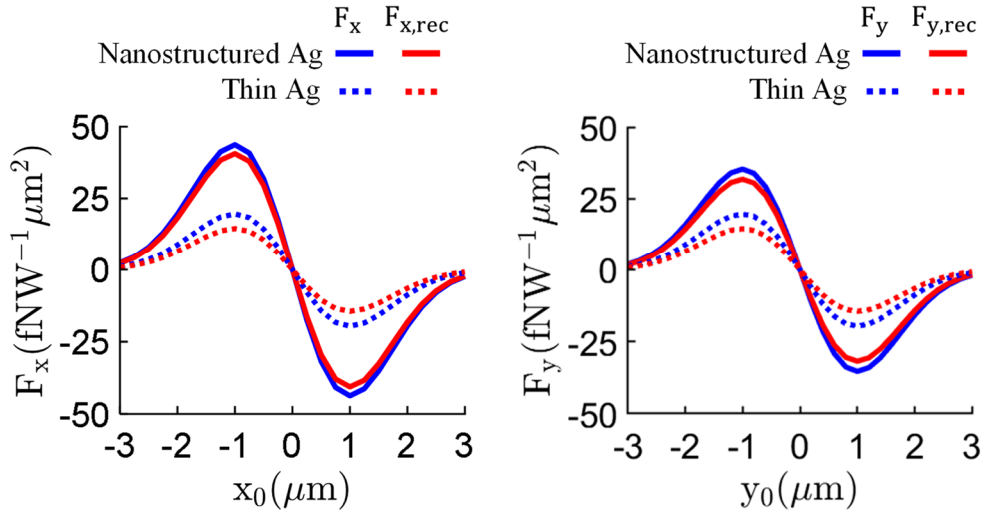 Fx Fx,rec
Nanostructured Ag
Thin Ag
Fx(fNW−1μm2)
50
25
0
-25
-50
-3 -2 -1 0 1 2 3
x0(μm)
Fy Fy,rec
Nanostructured Ag
Thin Ag
Fy(fNW−1μm2)
50
25
0
-25
-50
-3 -2 -1 0 1 2 3
y0(μm)